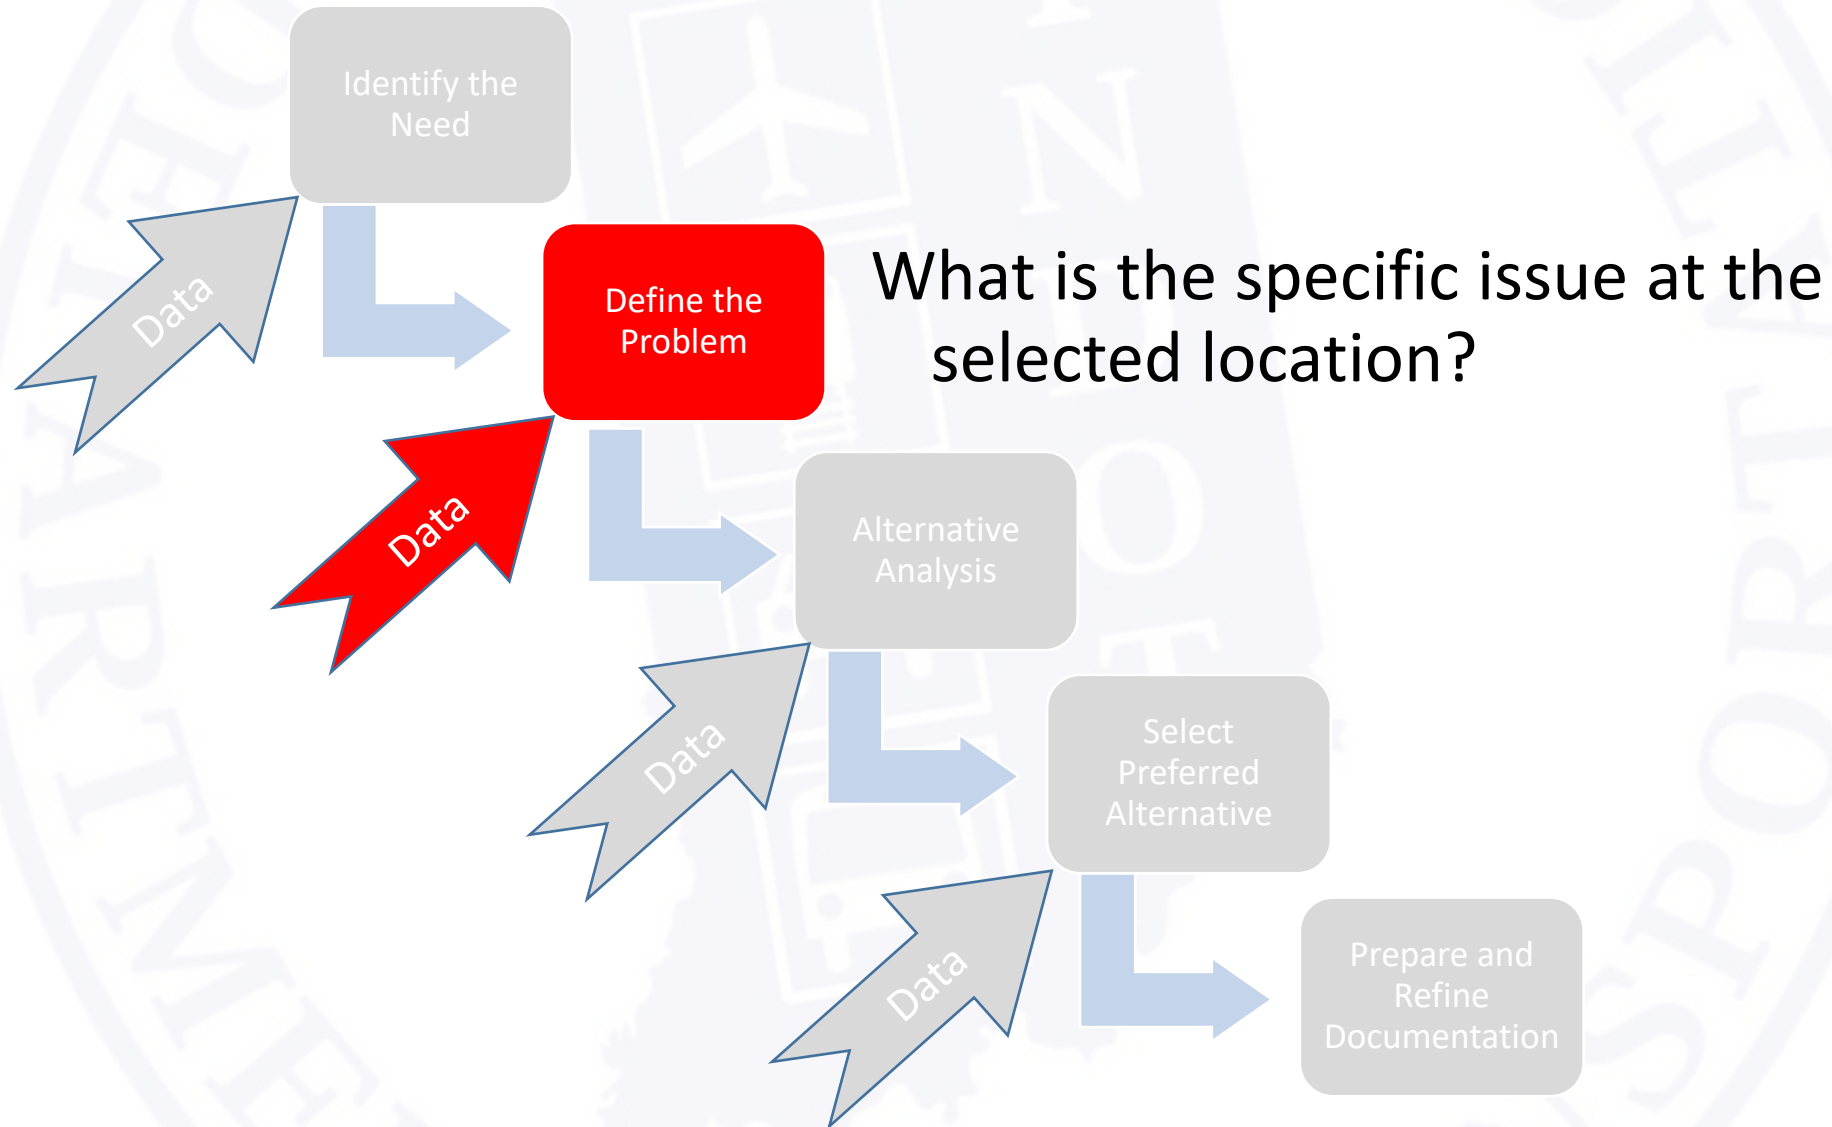 Identify the
Need
Data
Define the
Problem
What is the specific issue at the
selected location?
Data
Alternative
Analysis
Data
Select
Preferred
Alternative
Data
Prepare and
Refine
Documentation